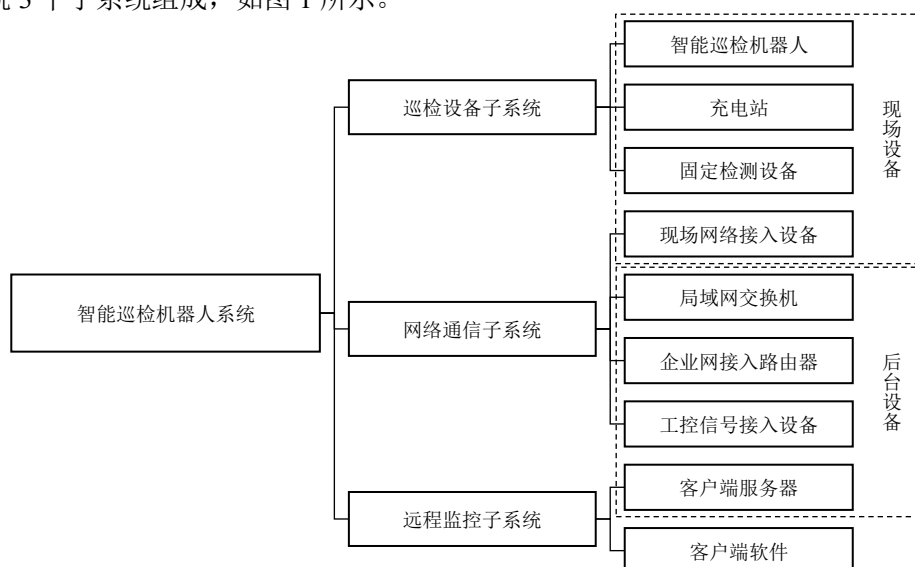 统 3 个子系统组成，如图 1 所示。
智能巡检机器人
巡检设备子系统
充电站
现场设备
固定检测设备
现场网络接入设备
智能巡检机器人系统
网络通信子系统
局域网交换机
企业网接入路由器
后台设备
工控信号接入设备
远程监控子系统
客户端服务器
客户端软件